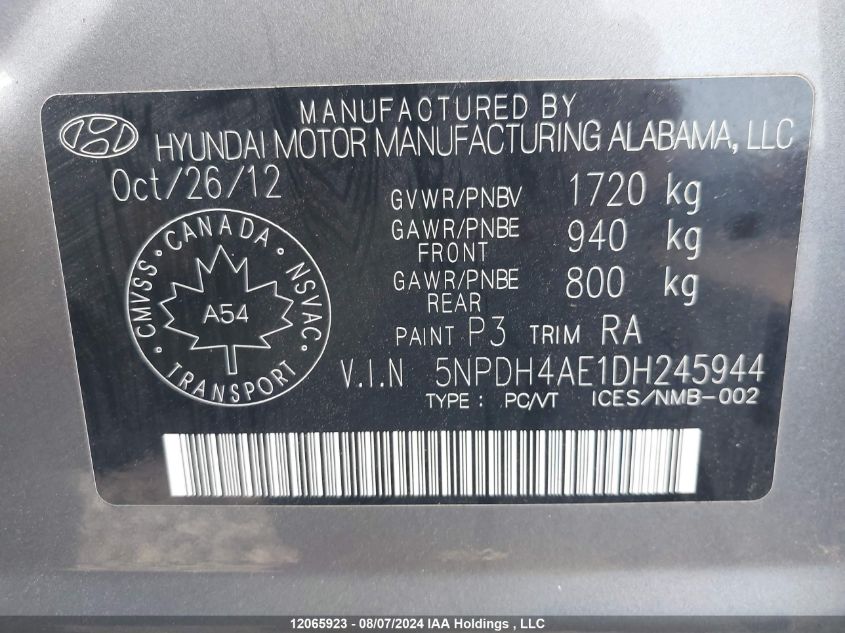 MANUFACTURED BY
HYUNDAI MOTOR MANUFACTURING ALABAMA, LLC
Oct/26/12
GVWR/PNBV 1720 kg
GAWR/PNBE FRONT 940 kg
GAWR/PNBE REAR 800 kg
CMVSS · CANADA · NSVAC
A54
TRANSPORT
PAINT P3 TRIM RA
V.I.N 5NPDH4AE1DH245944
TYPE : PC/VT ICES/NMB-002
12065923 - 08/07/2024 IAA Holdings , LLC